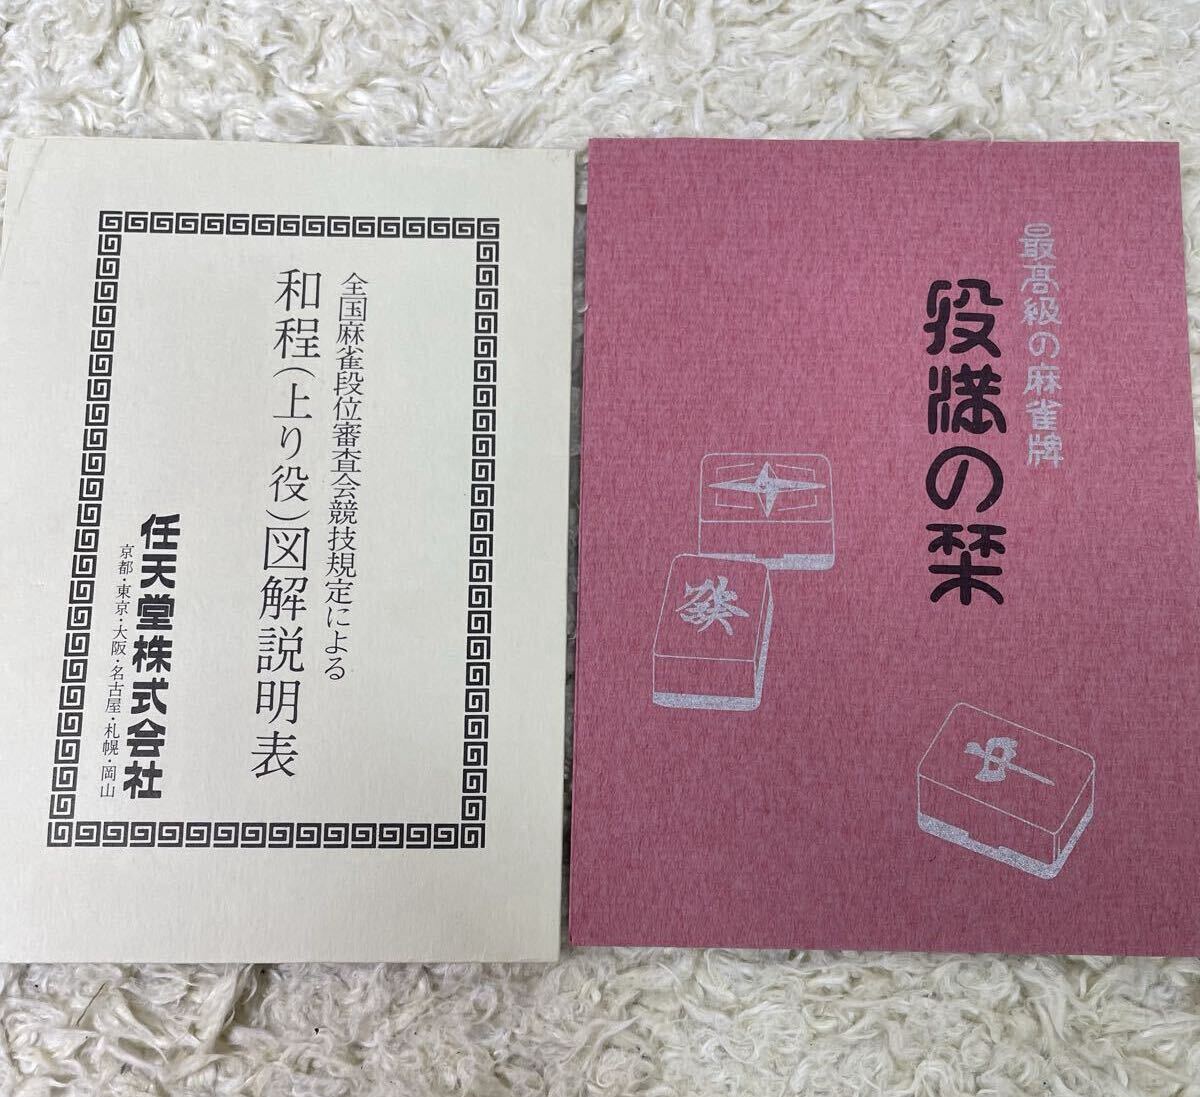 全国麻雀段位審査会競技規定による
和程(上り役)図解説明表
任天堂株式会社
京都・東京・大阪・名古屋・札幌・岡山
最高級の麻雀牌
役満の栞
發
中